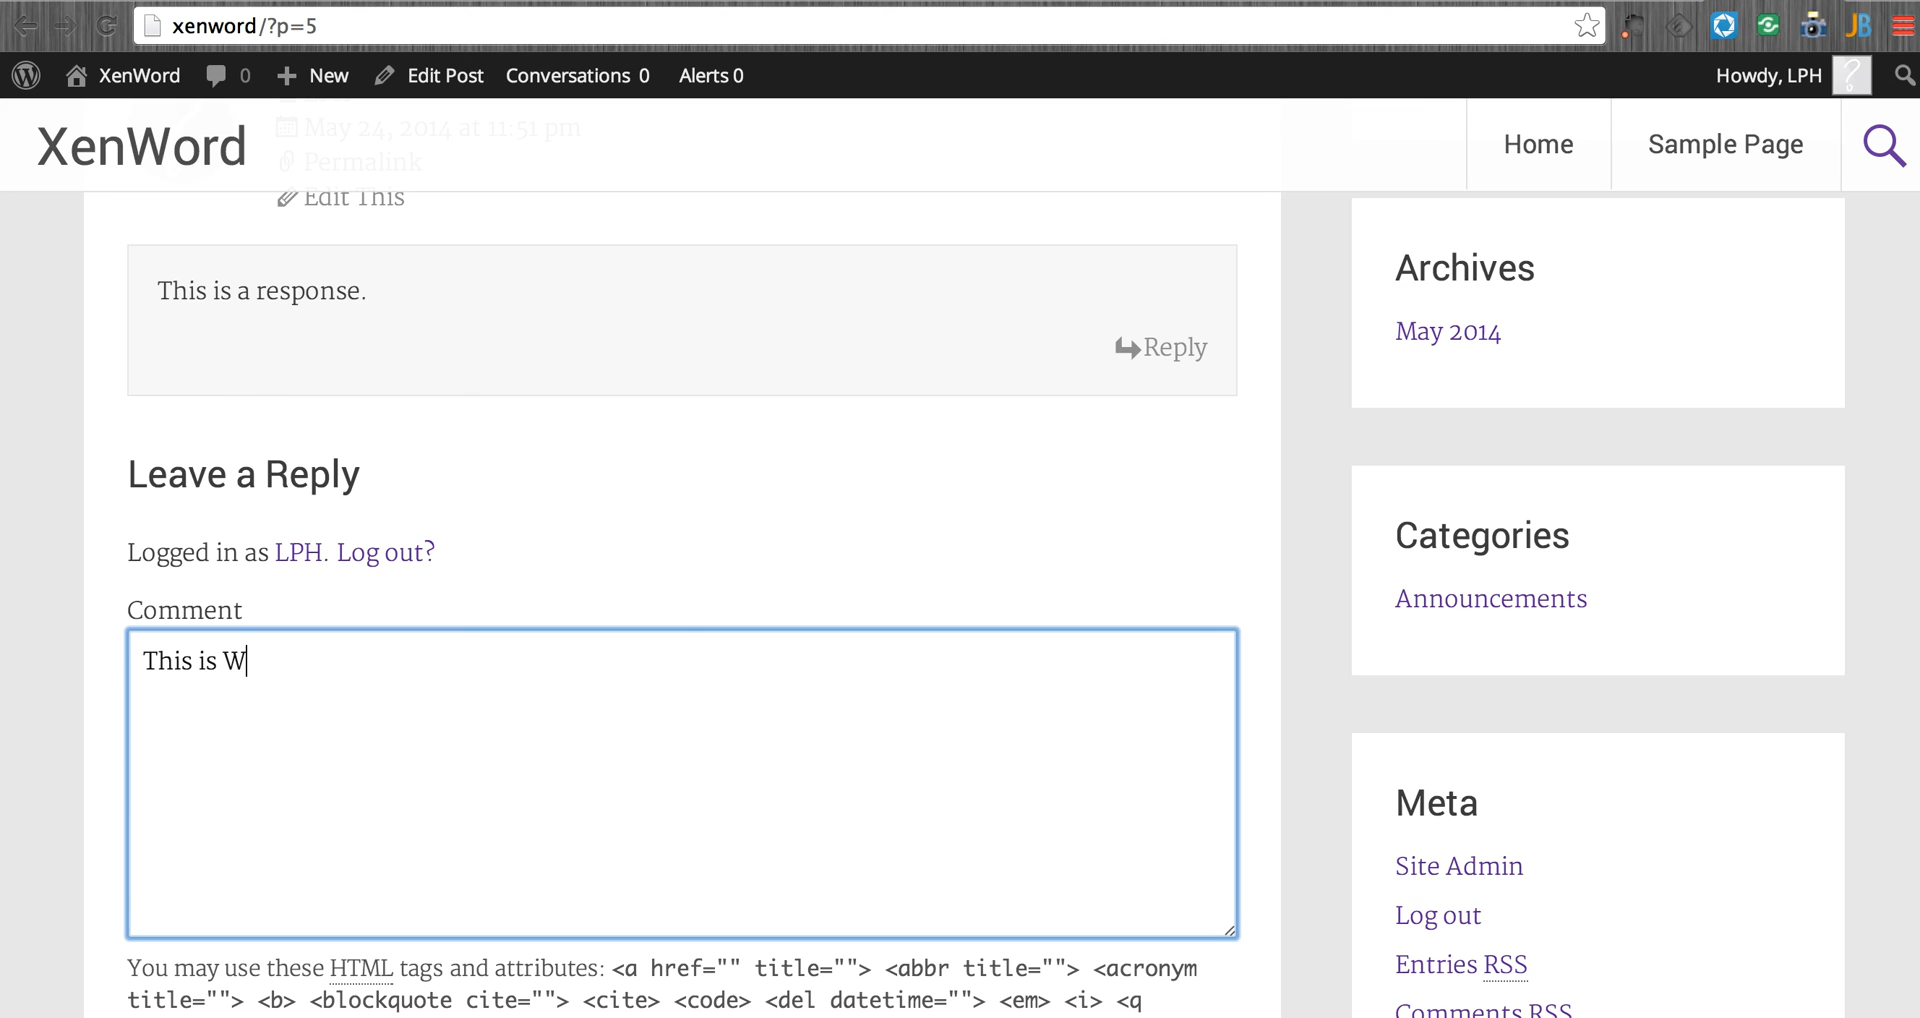 xenword/?p=5
XenWord 0 New Edit Post Conversations 0 Alerts 0 Howdy, LPH
XenWord Home Sample Page
May 24, 2014 at 11:51 pm
Permalink
Edit This
This is a response.
Reply
Leave a Reply
Logged in as LPH. Log out?
Comment
This is W
You may use these HTML tags and attributes: <a href="" title=""> <abbr title=""> <acronym
title=""> <b> <blockquote cite=""> <cite> <code> <del datetime=""> <em> <i> <q
Archives
May 2014
Categories
Announcements
Meta
Site Admin
Log out
Entries RSS
Comments RSS
JB